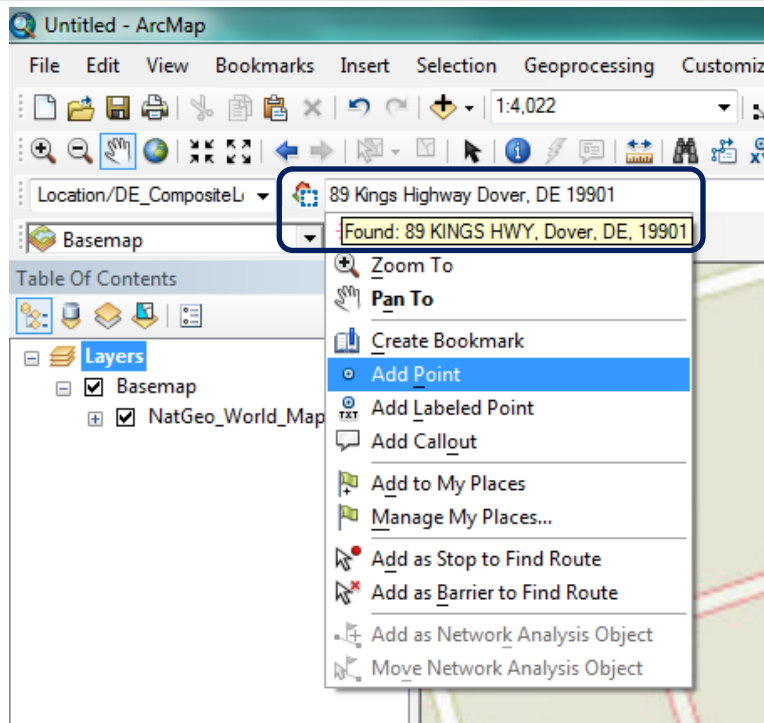 Untitled - ArcMap
File Edit View Bookmarks Insert Selection Geoprocessing Customiz
1:4,022
Location/DE_CompositeL 89 Kings Highway Dover, DE 19901
Basemap Found: 89 KINGS HWY, Dover, DE, 19901
Table Of Contents
Zoom To
Pan To
Layers
Create Bookmark
Basemap
Add Point
NatGeo_World_Map
TXT Add Labeled Point
Add Callout
Add to My Places
Manage My Places...
Add as Stop to Find Route
Add as Barrier to Find Route
Add as Network Analysis Object
Move Network Analysis Object